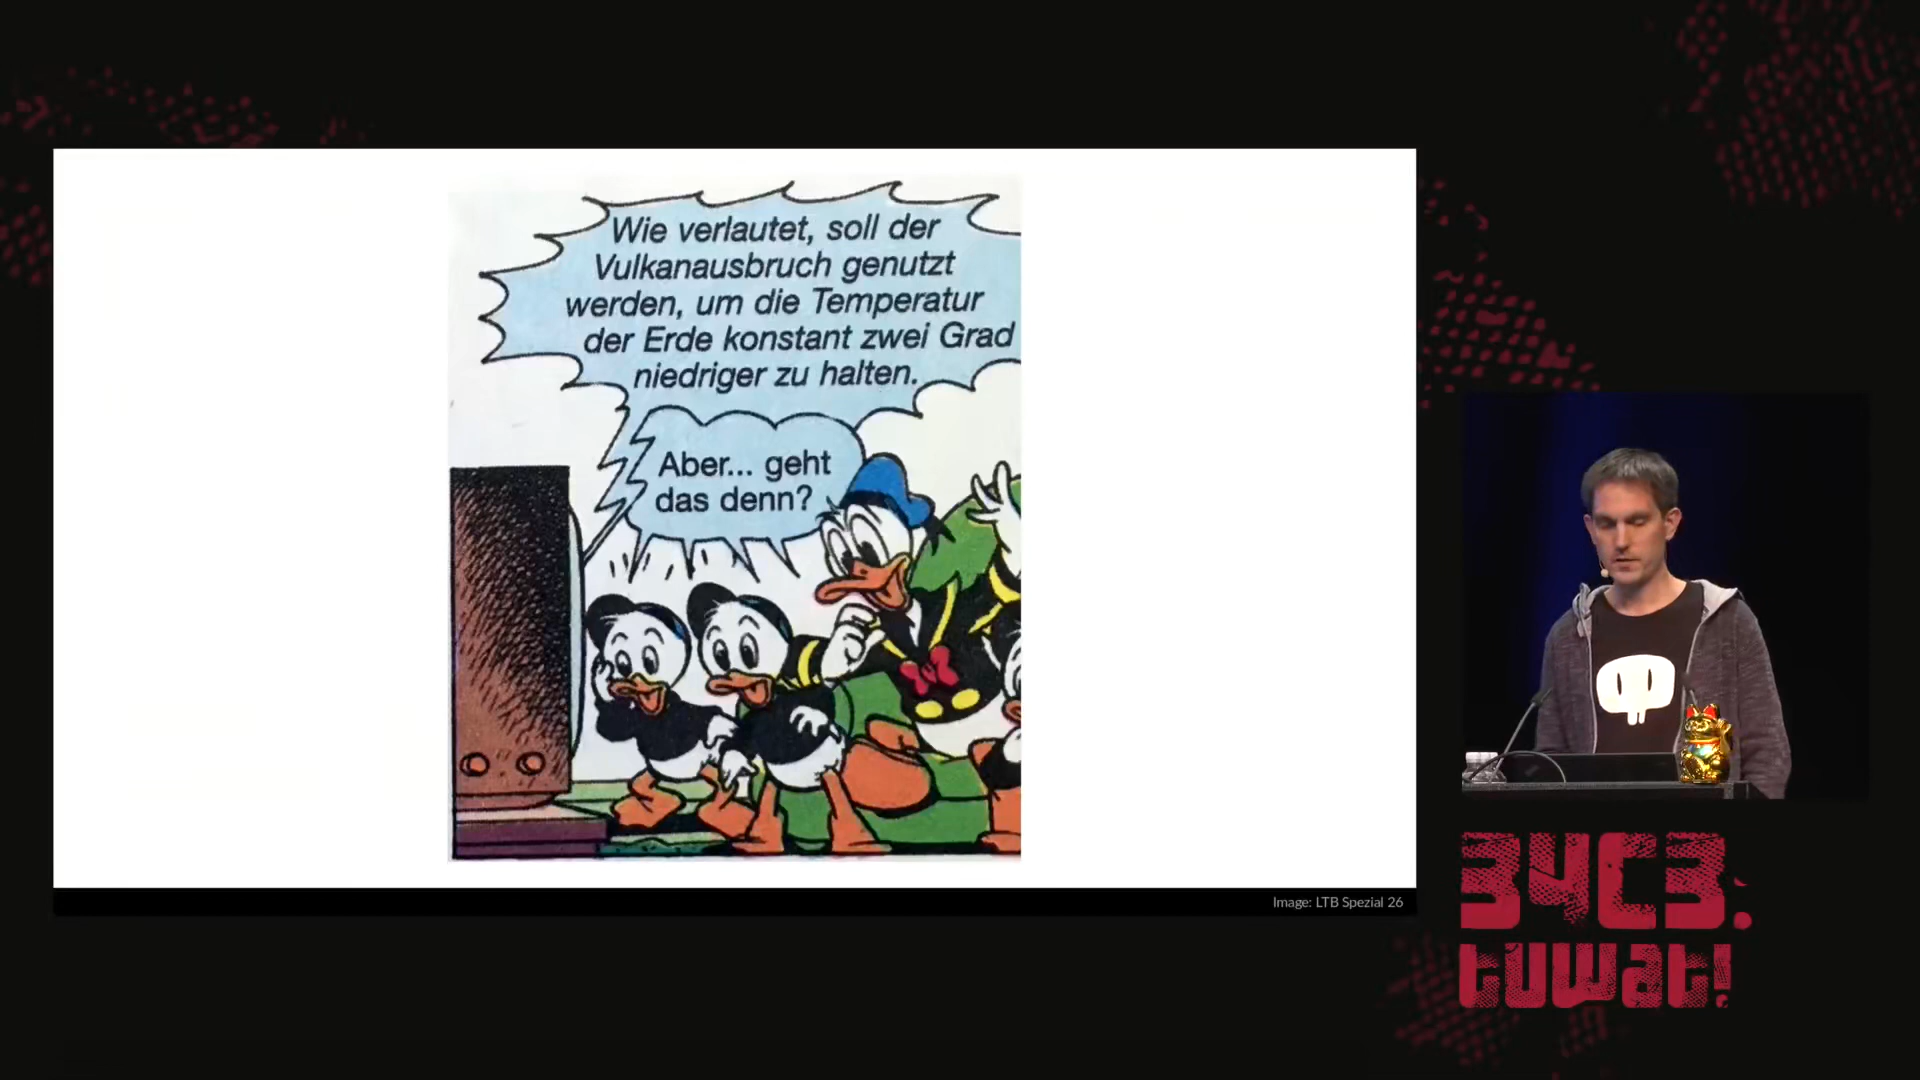 Wie verlautet, soll der
Vulkanausbruch genutzt
werden, um die Temperatur
der Erde konstant zwei Grad
niedriger zu halten.
Aber... geht
das denn?
Image: LTB Spezial 26
34C3.
tuwat!